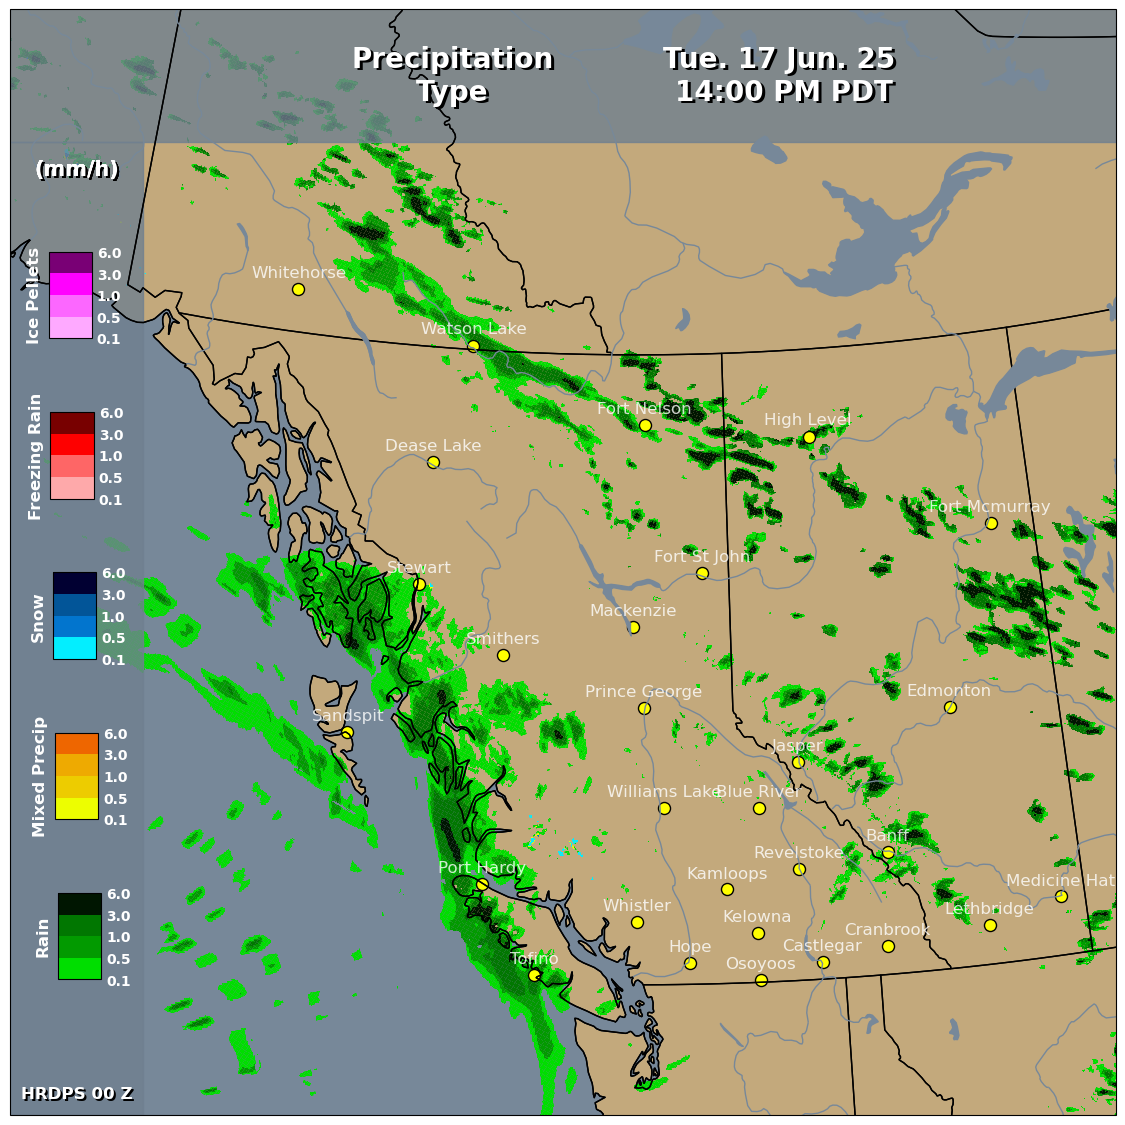 Precipitation
Type
Tue. 17 Jun. 25
14:00 PM PDT
(mm/h)
Ice Pellets
6.0
3.0
1.0
0.5
0.1
Freezing Rain
6.0
3.0
1.0
0.5
0.1
Snow
6.0
3.0
1.0
0.5
0.1
Mixed Precip
6.0
3.0
1.0
0.5
0.1
Rain
6.0
3.0
1.0
0.5
0.1
HRDPS 00 Z
Whitehorse
Watson Lake
Fort Nelson
High Level
Dease Lake
Fort Mcmurray
Fort St John
Stewart
Mackenzie
Smithers
Prince George
Edmonton
Sandspit
Jasper
Williams Lake
Blue River
Banff
Revelstoke
Port Hardy
Kamloops
Medicine Hat
Whistler
Kelowna
Lethbridge
Cranbrook
Hope
Castlegar
Tofino
Osoyoos